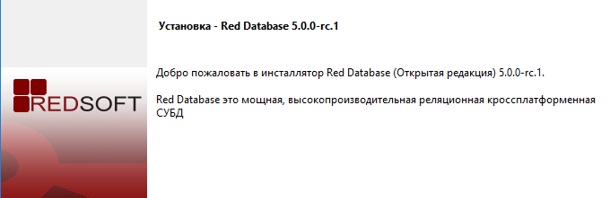 Установка - Red Database 5.0.0-rc.1
REDSOFT
Добро пожаловать в инсталлятор Red Database (Открытая редакция) 5.0.0-rc.1.
Red Database это мощная, высокопроизводительная реляционная кроссплатформенная
СУБД